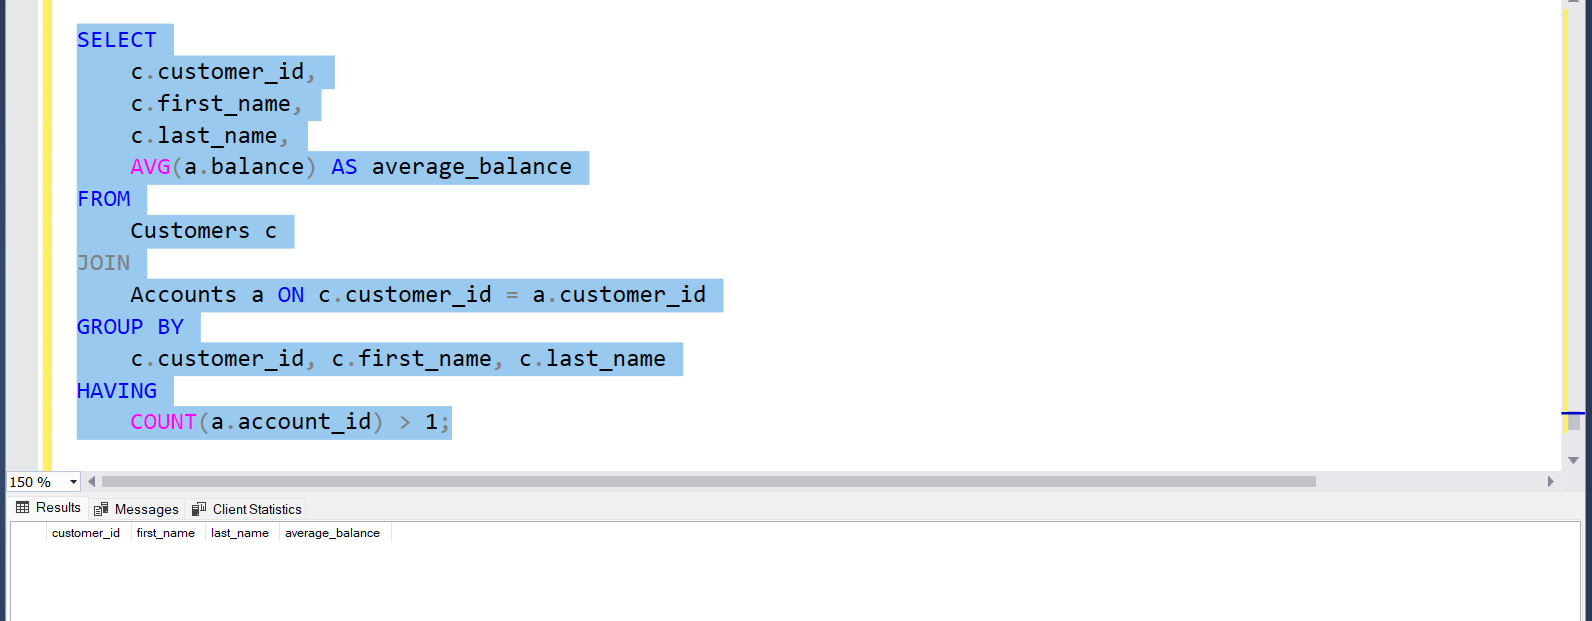 SELECT
c.customer_id,
c.first_name,
c.last_name,
AVG(a.balance) AS average_balance
FROM
Customers c
JOIN
Accounts a ON c.customer_id = a.customer_id
GROUP BY
c.customer_id, c.first_name, c.last_name
HAVING
COUNT(a.account_id) > 1;
150 %
Results Messages Client Statistics
customer_id first_name last_name average_balance